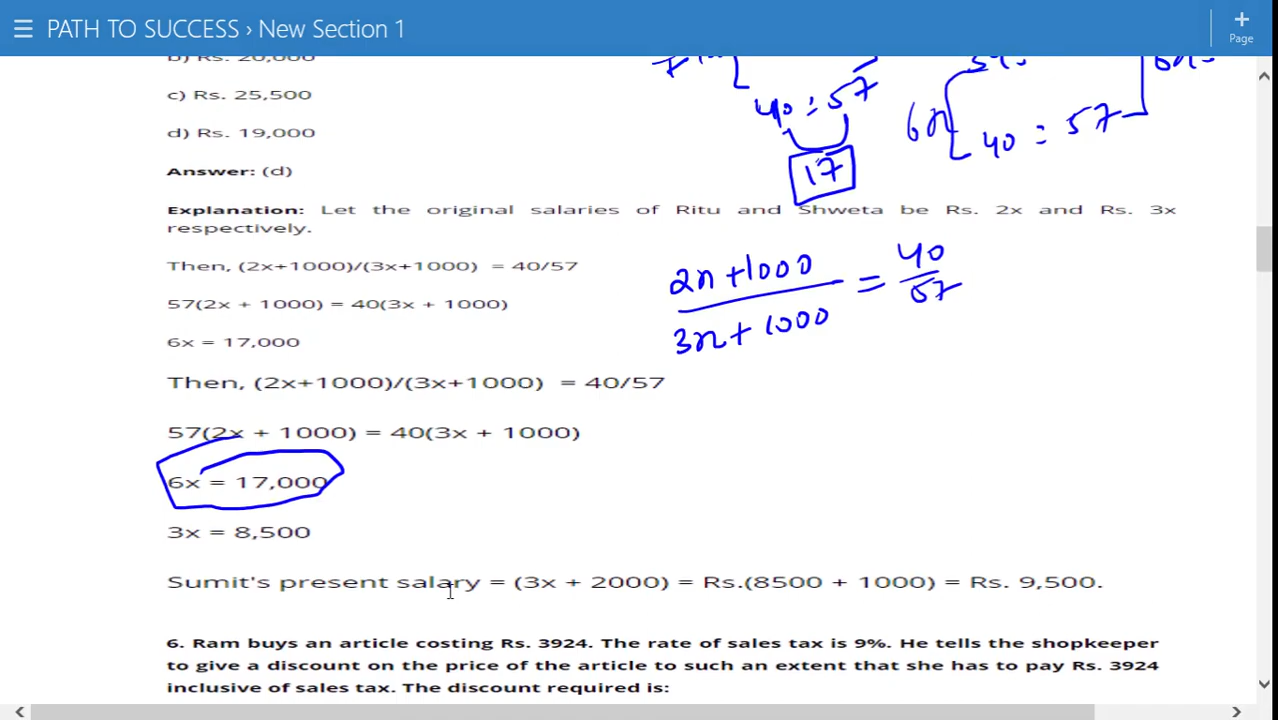 PATH TO SUCCESS › New Section 1
+
Page
b) Rs. 20,000
c) Rs. 25,500
d) Rs. 19,000
40 : 57
17
6x
40 : 57
Answer: (d)
Explanation: Let the original salaries of Ritu and Shweta be Rs. 2x and Rs. 3x
respectively.
Then, (2x+1000)/(3x+1000) = 40/57
57(2x + 1000) = 40(3x + 1000)
6x = 17,000
2x+1000
3x+1000
=
40
57
Then, (2x+1000)/(3x+1000) = 40/57
57(2x + 1000) = 40(3x + 1000)
6x = 17,000
3x = 8,500
Sumit's present salary = (3x + 2000) = Rs.(8500 + 1000) = Rs. 9,500.
6. Ram buys an article costing Rs. 3924. The rate of sales tax is 9%. He tells the shopkeeper
to give a discount on the price of the article to such an extent that she has to pay Rs. 3924
inclusive of sales tax. The discount required is: